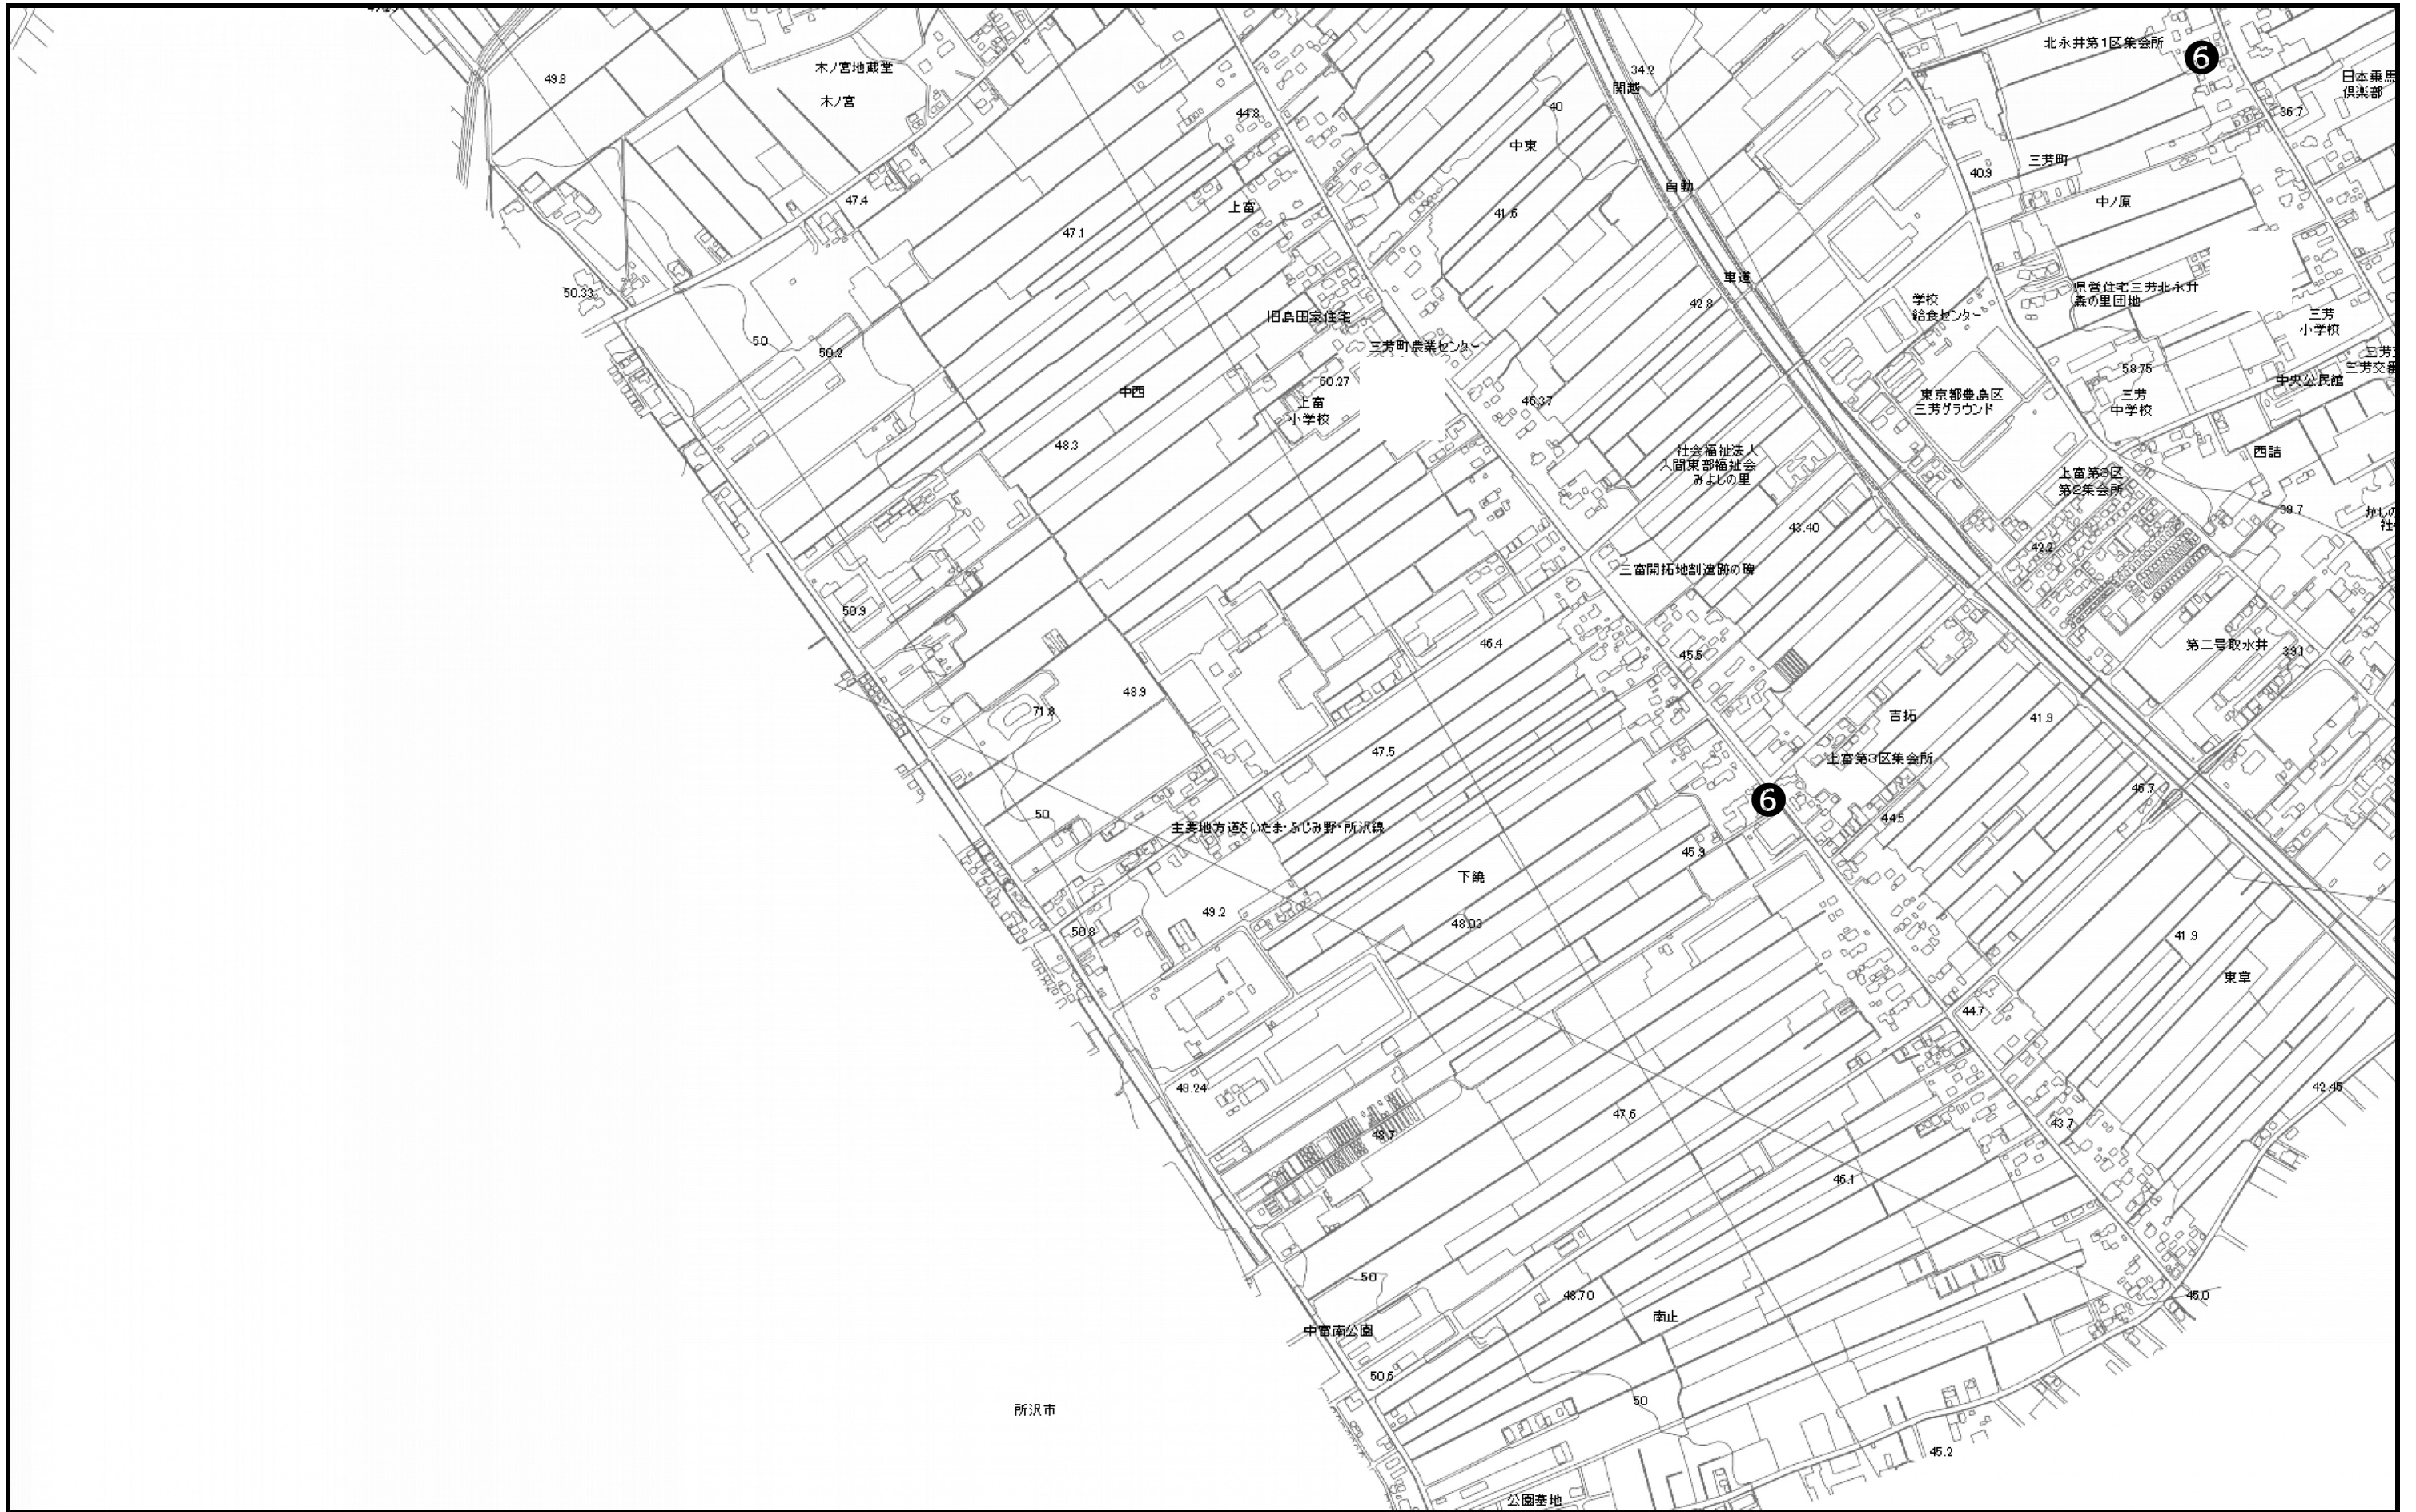 北永井第1区集会所
❻
49.8
木ノ宮地蔵堂
34.2
関越
日本乗馬
倶楽部
木ノ宮
44.8
40
36.7
中東
三芳町
40.9
自動
47.4
上富
41.6
中ノ原
47.1
車道
県営住宅三芳北永井
森の里団地
50.33
42.8
学校
給食センター
旧島田家住宅
三芳
小学校
50
50.2
三芳町農業センター
三芳交番
58.75
中央公民館
中西
60.27
上富
小学校
46.37
東京都豊島区
三芳グラウンド
三芳
中学校
48.3
社会福祉法人
入間東部福祉会
みよしの里
西詰
上富第3区
第2集会所
39.7
43.40
42.2
三富開拓地割遺跡の碑
50.9
46.4
45.5
第二号取水井
39.1
48.9
71.8
吉拓
41.9
47.5
上富第3区集会所
46.7
❻
50
主要地方道さいたま・ふじみ野・所沢線
44.5
45.9
下饒
49.2
48.03
50.8
41.9
東草
44.7
49.24
42.45
47.6
43.7
48.7
46.1
50
48.70
45.0
南止
中富南公園
50.6
50
所沢市
45.2
公園墓地